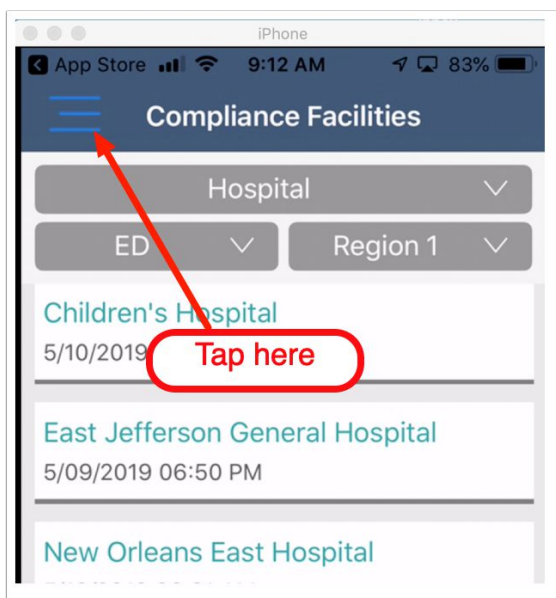 iPhone
App Store 9:12 AM 83%
Compliance Facilities
Hospital
ED Region 1
Children's Hospital
5/10/2019
Tap here
East Jefferson General Hospital
5/09/2019 06:50 PM
New Orleans East Hospital